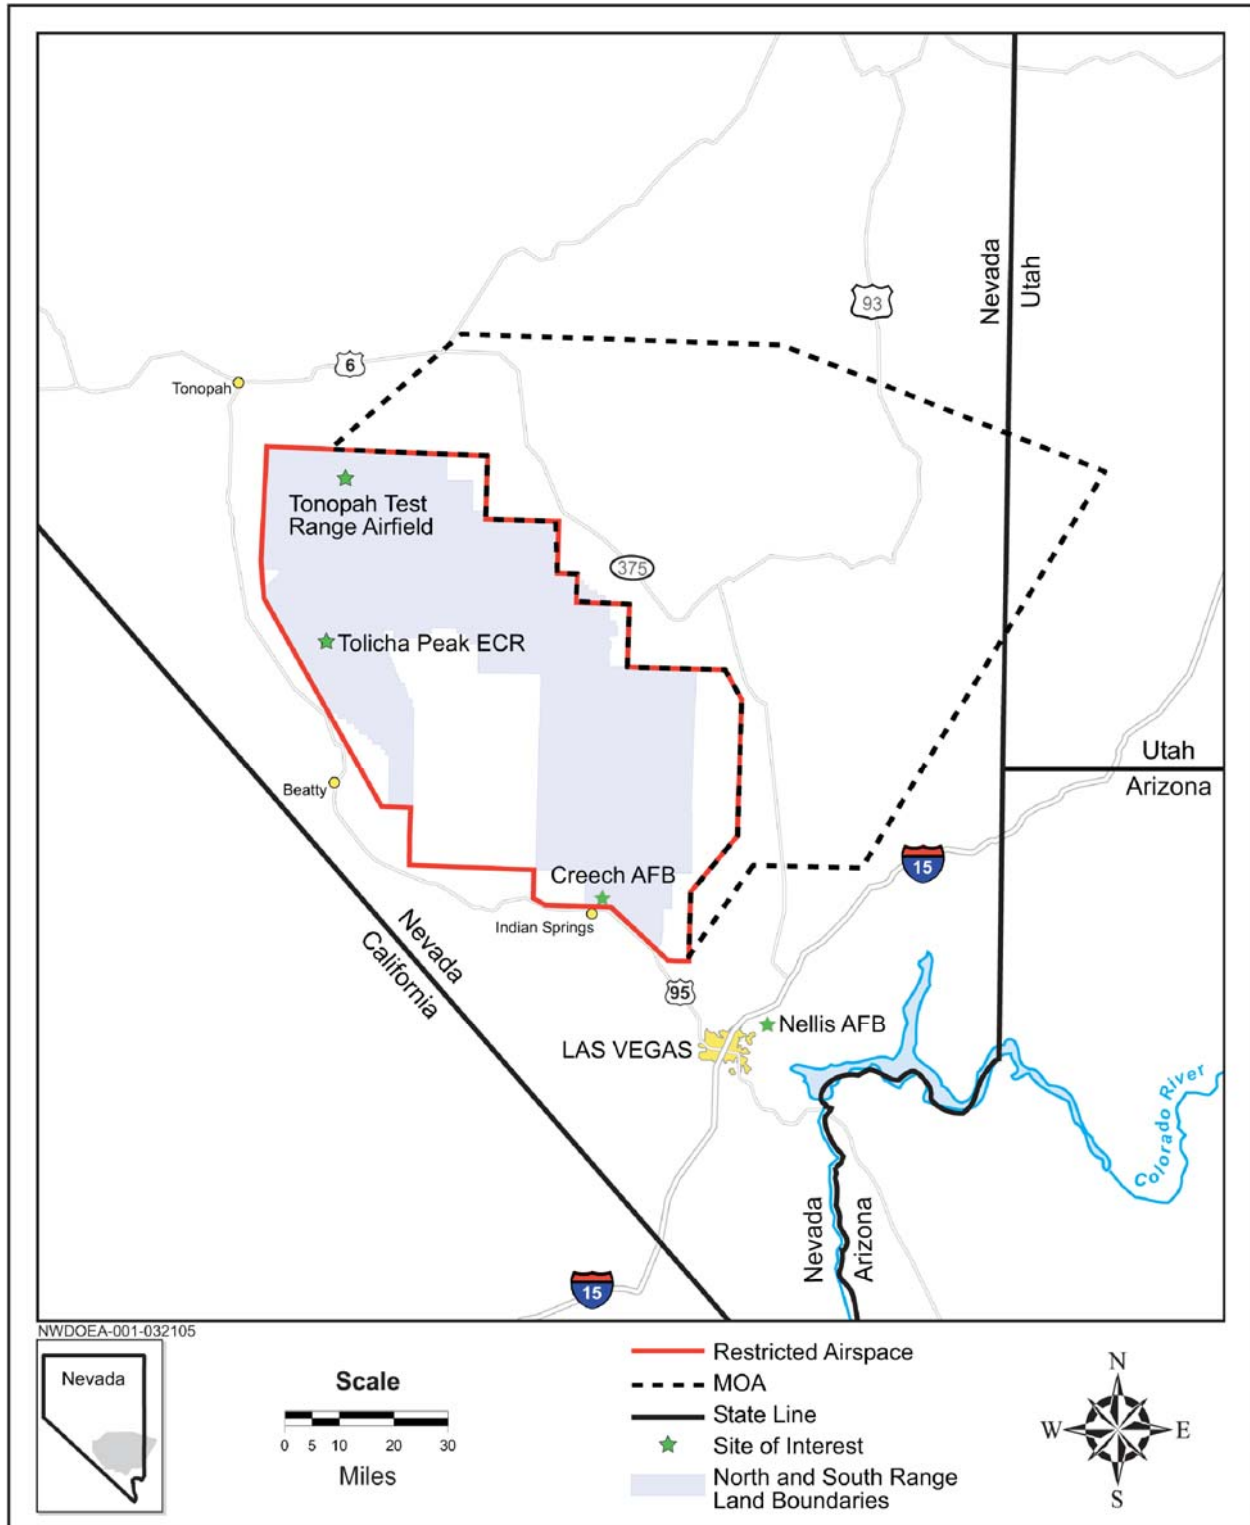 Nevada
Utah
93
6
Tonopah
Tonopah Test
Range Airfield
375
Tolicha Peak ECR
Utah
Arizona
Beatty
15
Creech AFB
Indian Springs
Nevada
California
95
Nellis AFB
LAS VEGAS
Colorado River
Nevada
Arizona
15
NWDOEA-001-032105
Nevada
Scale
0 5 10 20 30
Miles
Restricted Airspace
MOA
State Line
Site of Interest
North and South Range
Land Boundaries
N
W E
S